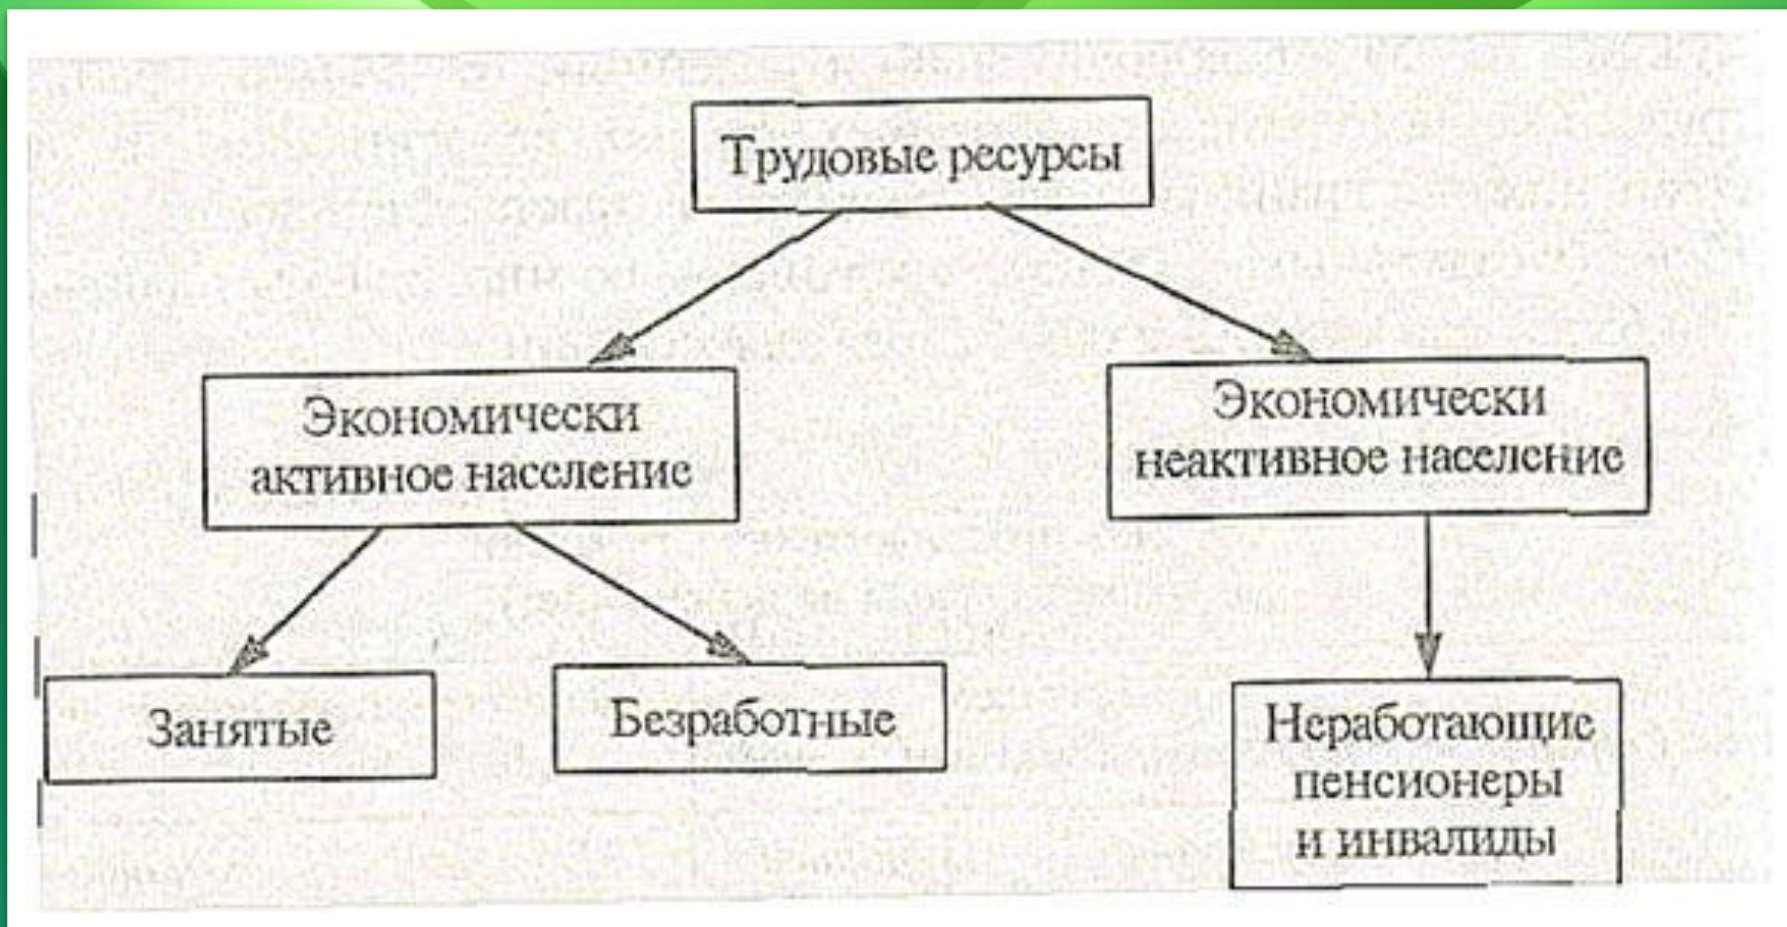 Трудовые ресурсы
Экономически
активное население
Экономически
неактивное население
Занятые
Безработные
Неработающие
пенсионеры
и инвалиды